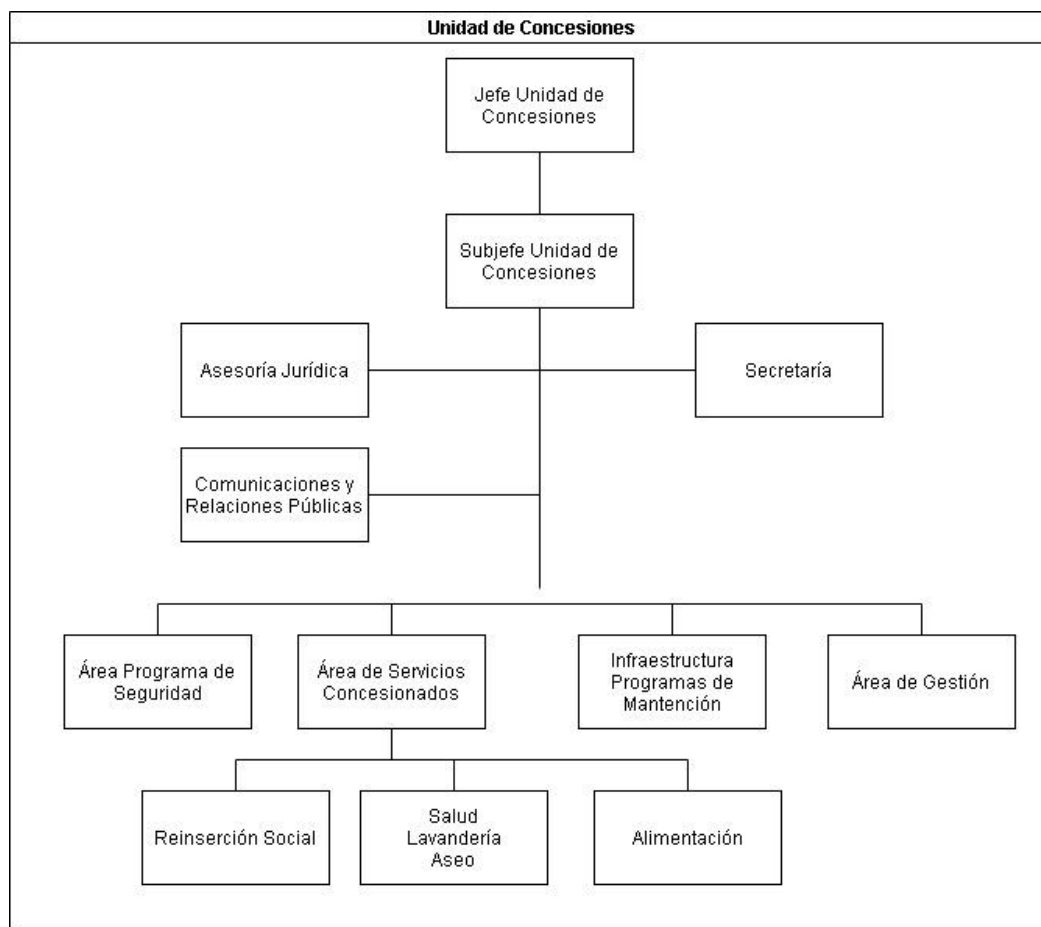 Unidad de Concesiones
Jefe Unidad de
Concesiones
Subjefe Unidad de
Concesiones
Asesoría Jurídica
Secretaría
Comunicaciones y
Relaciones Públicas
Área Programa de
Seguridad
Área de Servicios
Concesionados
Infraestructura
Programas de
Mantención
Área de Gestión
Reinserción Social
Salud
Lavandería
Aseo
Alimentación